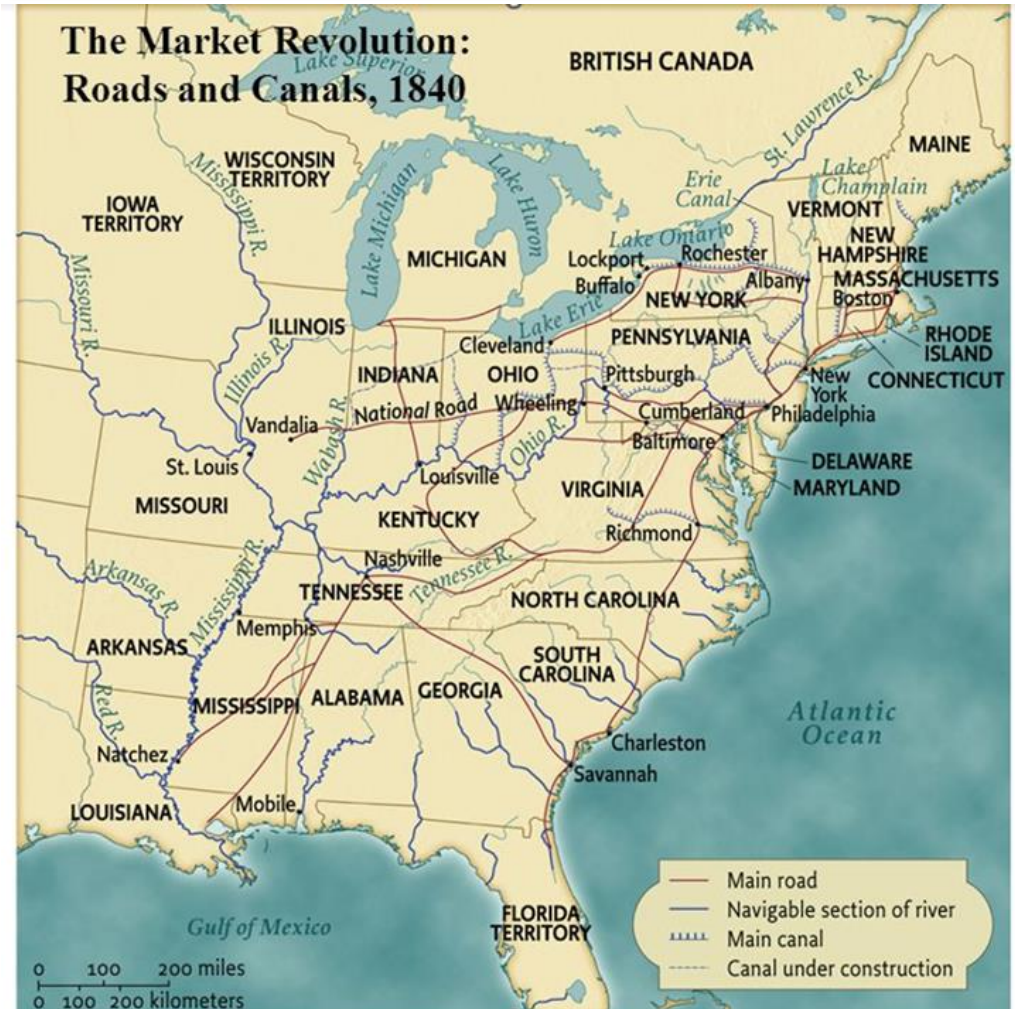 The Market Revolution:
Roads and Canals, 1840
Lake Superior
BRITISH CANADA
St. Lawrence R.
MAINE
WISCONSIN
TERRITORY
Mississippi R.
IOWA
TERRITORY
Lake Michigan
Lake Huron
Erie
Canal
Lake
Champlain
VERMONT
NEW
HAMPSHIRE
Missouri R.
MICHIGAN
Lake Ontario
Lockport
Rochester
Buffalo
Albany
MASSACHUSETTS
Boston
NEW YORK
Lake Erie
ILLINOIS
PENNSYLVANIA
RHODE
ISLAND
Cleveland
Illinois R.
INDIANA
OHIO
Pittsburgh
New
York
CONNECTICUT
National Road
Wheeling
Cumberland
Philadelphia
Vandalia
Wabash R.
Ohio R.
Baltimore
St. Louis
Louisville
DELAWARE
MARYLAND
MISSOURI
VIRGINIA
KENTUCKY
Richmond
Nashville
Arkansas R.
Mississippi R.
TENNESSEE
Tennessee R.
NORTH CAROLINA
Memphis
ARKANSAS
SOUTH
CAROLINA
Red R.
MISSISSIPPI
ALABAMA
GEORGIA
Atlantic
Ocean
Natchez
Charleston
Savannah
LOUISIANA
Mobile
Main road
Navigable section of river
Main canal
Canal under construction
FLORIDA
TERRITORY
Gulf of Mexico
0 100 200 miles
0 100 200 kilometers